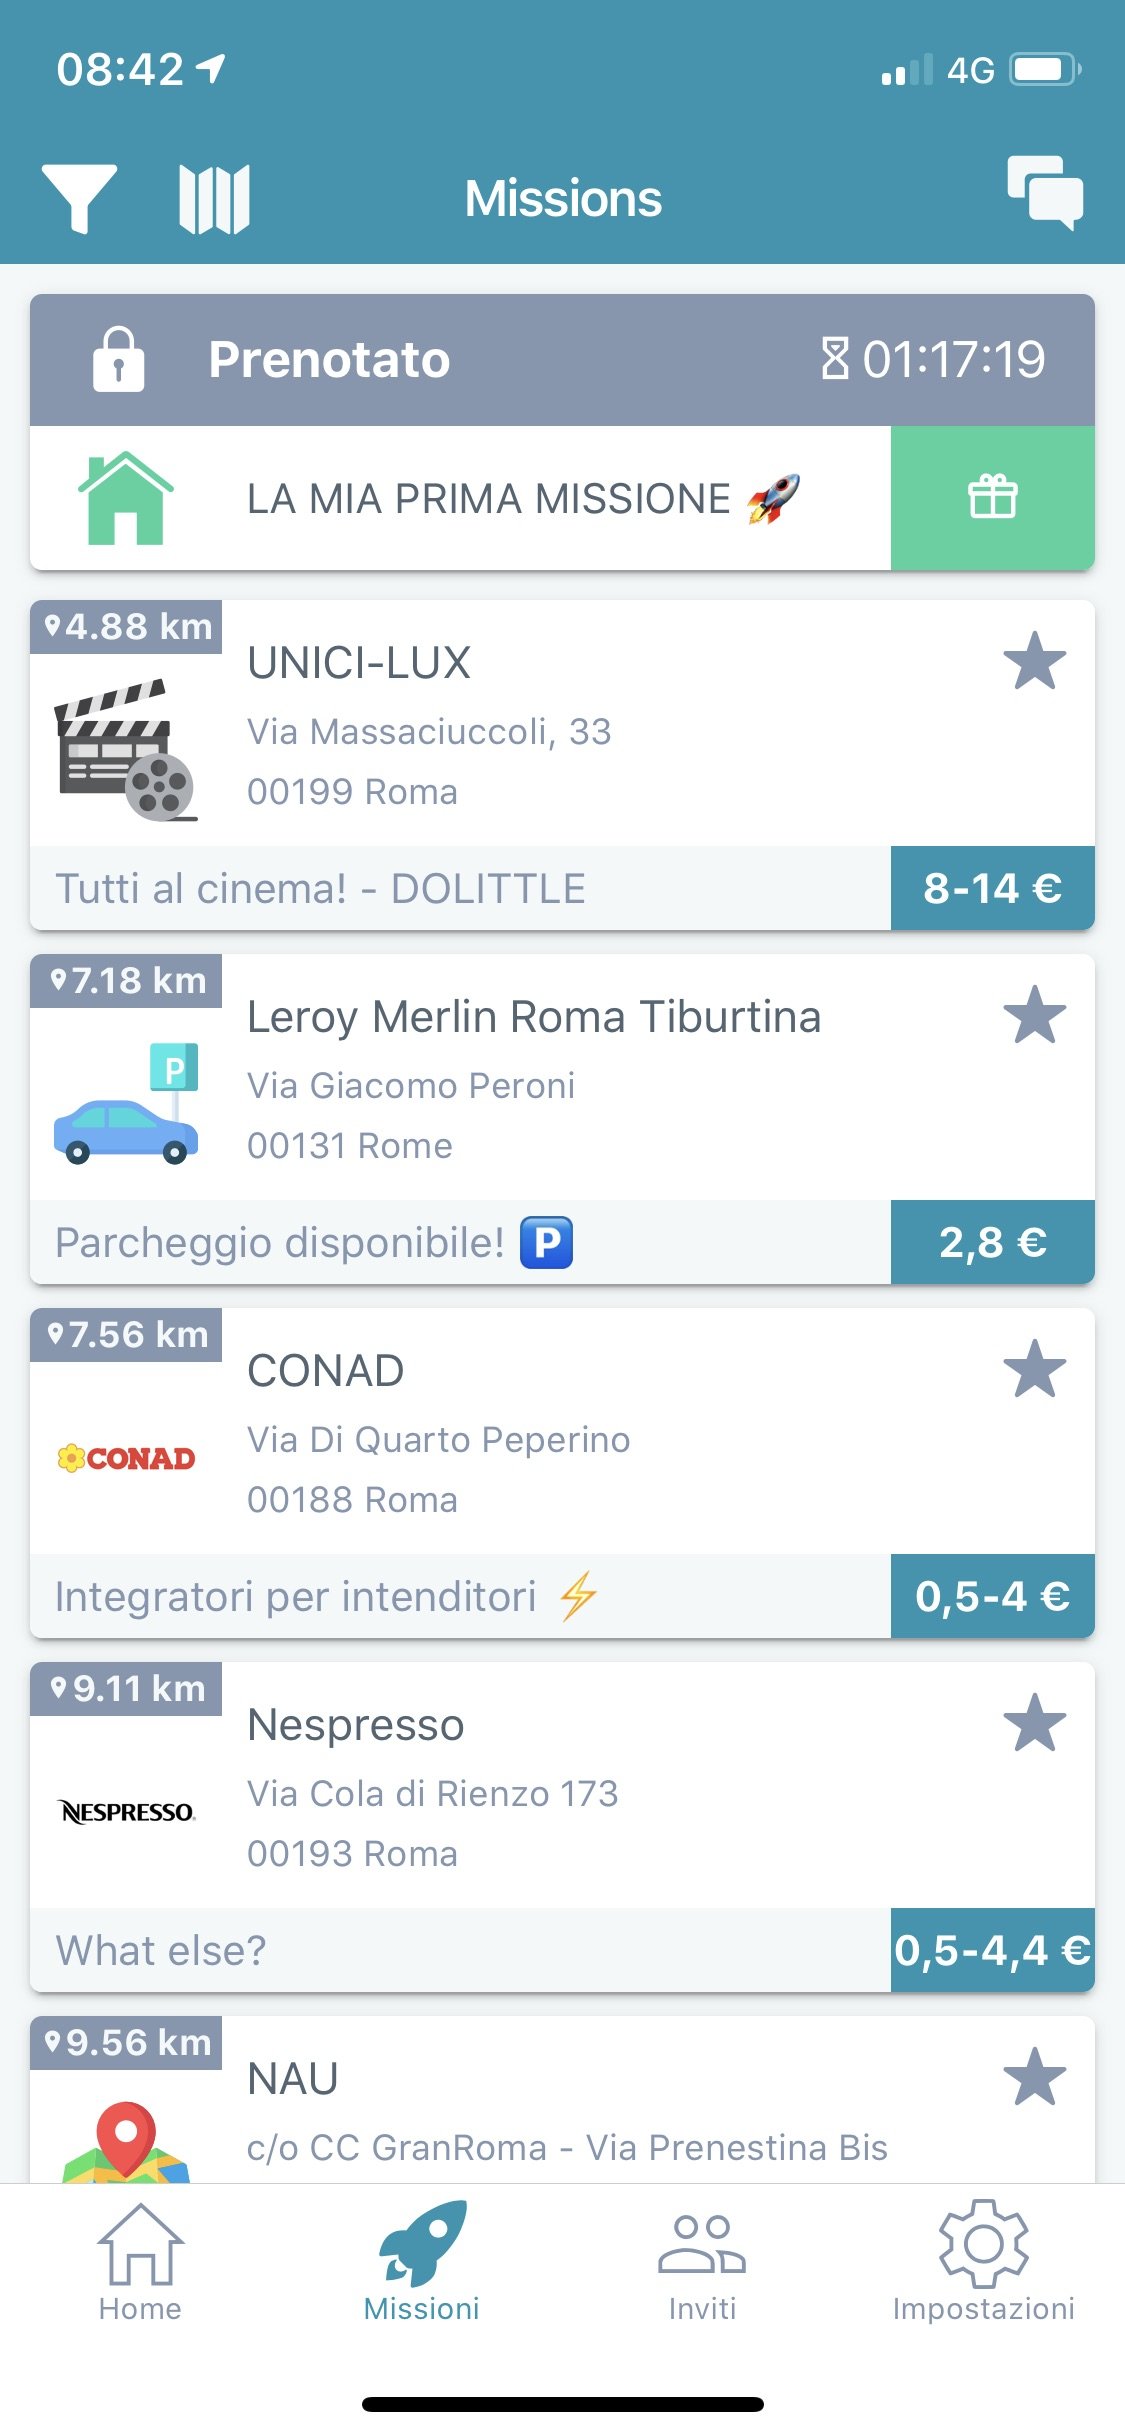 08:42
4G
Missions
Prenotato
01:17:19
LA MIA PRIMA MISSIONE 🚀
4.88 km
UNICI-LUX
Via Massaciuccoli, 33
00199 Roma
Tutti al cinema! - DOLITTLE
8-14 €
7.18 km
Leroy Merlin Roma Tiburtina
P
Via Giacomo Peroni
00131 Rome
Parcheggio disponibile! 🅿️
2,8 €
7.56 km
CONAD
CONAD
Via Di Quarto Peperino
00188 Roma
Integratori per intenditori ⚡
0,5-4 €
9.11 km
Nespresso
NESPRESSO.
Via Cola di Rienzo 173
00193 Roma
What else?
0,5-4,4 €
9.56 km
NAU
c/o CC GranRoma - Via Prenestina Bis
Home
Missioni
Inviti
Impostazioni